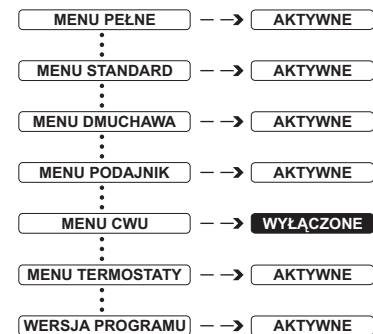 MENU PEŁNE AKTYWNE
MENU STANDARD AKTYWNE
MENU DMUCHAWA AKTYWNE
MENU PODAJNIK AKTYWNE
MENU CWU WYŁĄCZONE
MENU TERMOSTATY AKTYWNE
WERSJA PROGRAMU AKTYWNE